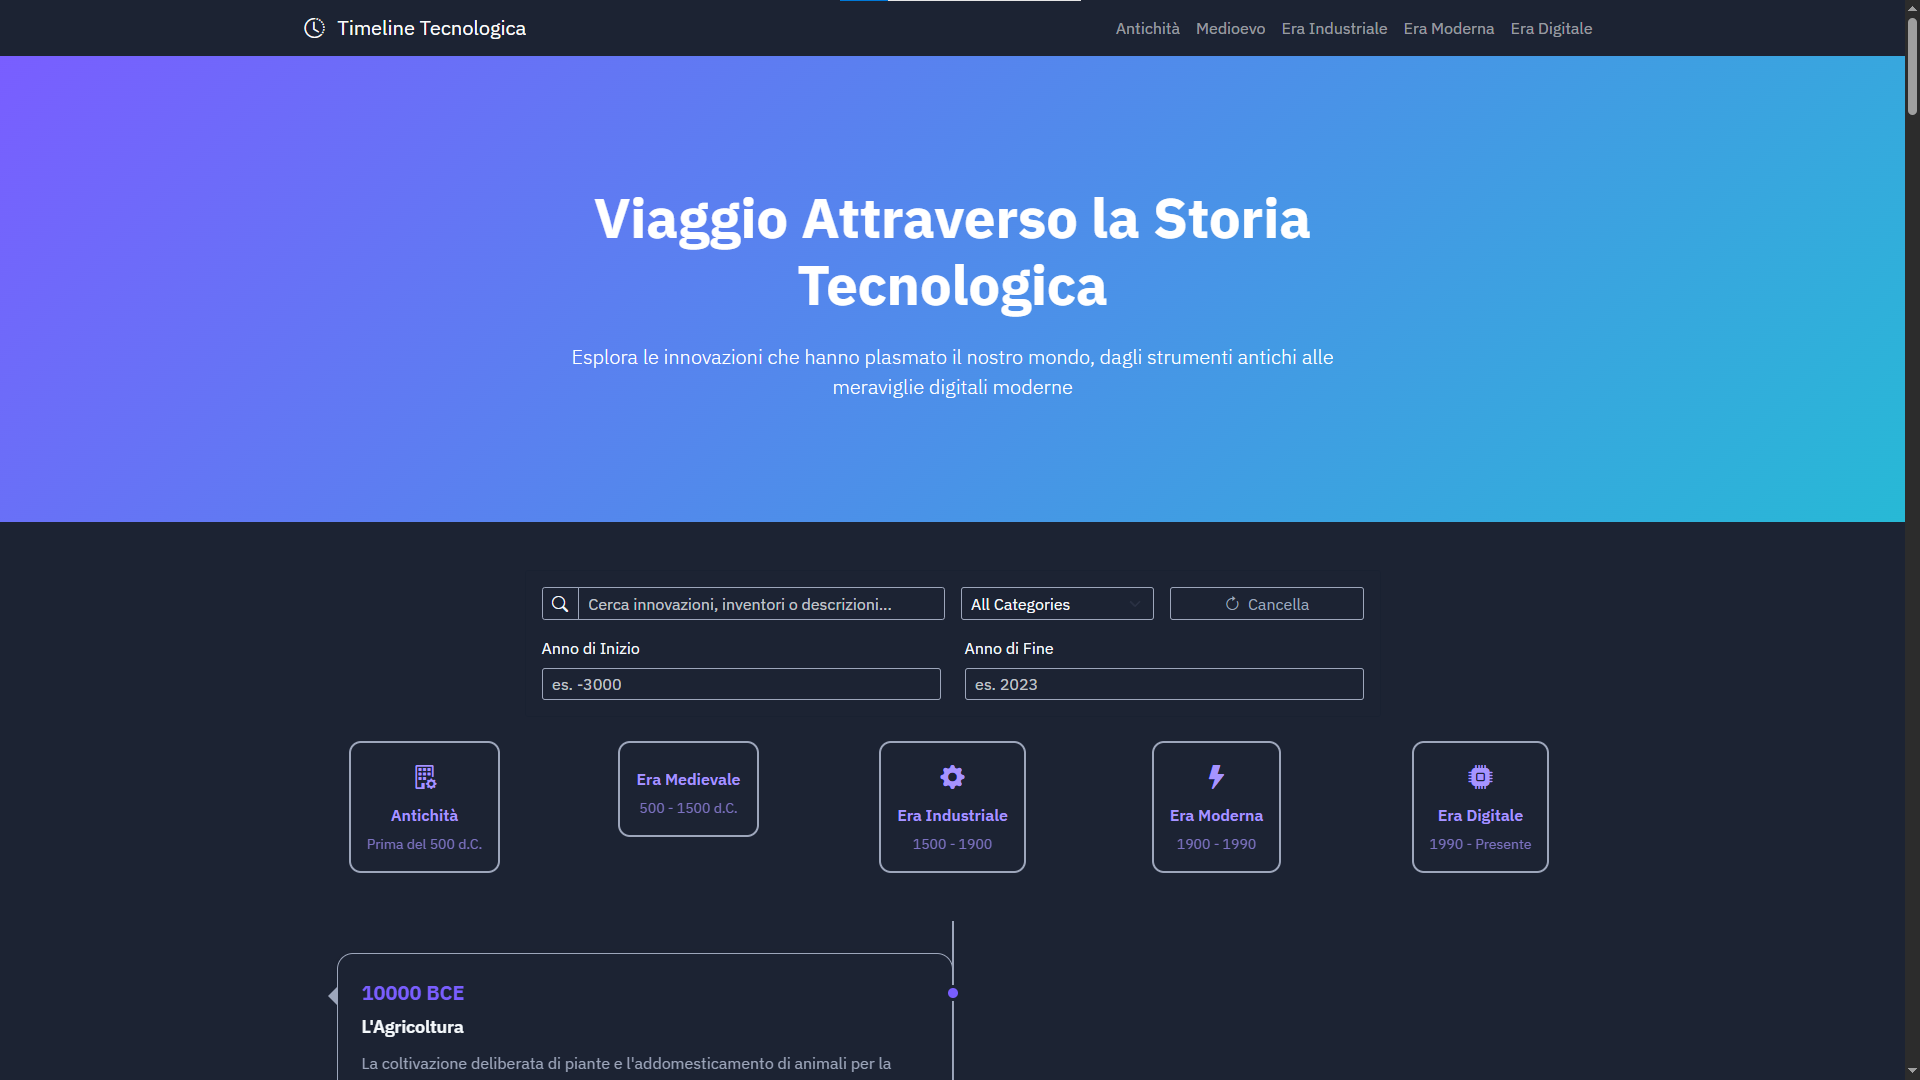 Timeline Tecnologica
Antichità Medioevo Era Industriale Era Moderna Era Digitale
Viaggio Attraverso la Storia
Tecnologica
Esplora le innovazioni che hanno plasmato il nostro mondo, dagli strumenti antichi alle
meraviglie digitali moderne
Cerca innovazioni, inventori o descrizioni...
All Categories
Cancella
Anno di Inizio
es. -3000
Anno di Fine
es. 2023
Antichità
Prima del 500 d.C.
Era Medievale
500 - 1500 d.C.
Era Industriale
1500 - 1900
Era Moderna
1900 - 1990
Era Digitale
1990 - Presente
10000 BCE
L'Agricoltura
La coltivazione deliberata di piante e l'addomesticamento di animali per la